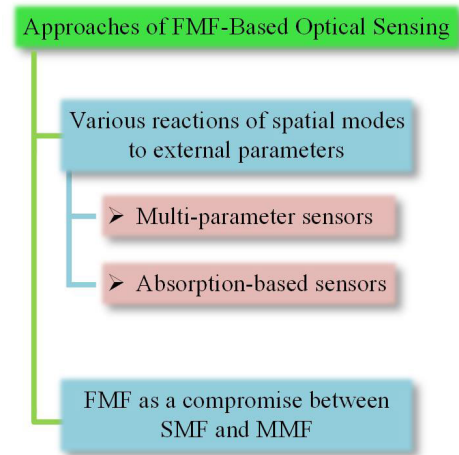 Approaches of FMF-Based Optical Sensing
Various reactions of spatial modes
to external parameters
➢ Multi-parameter sensors
➢ Absorption-based sensors
FMF as a compromise between
SMF and MMF